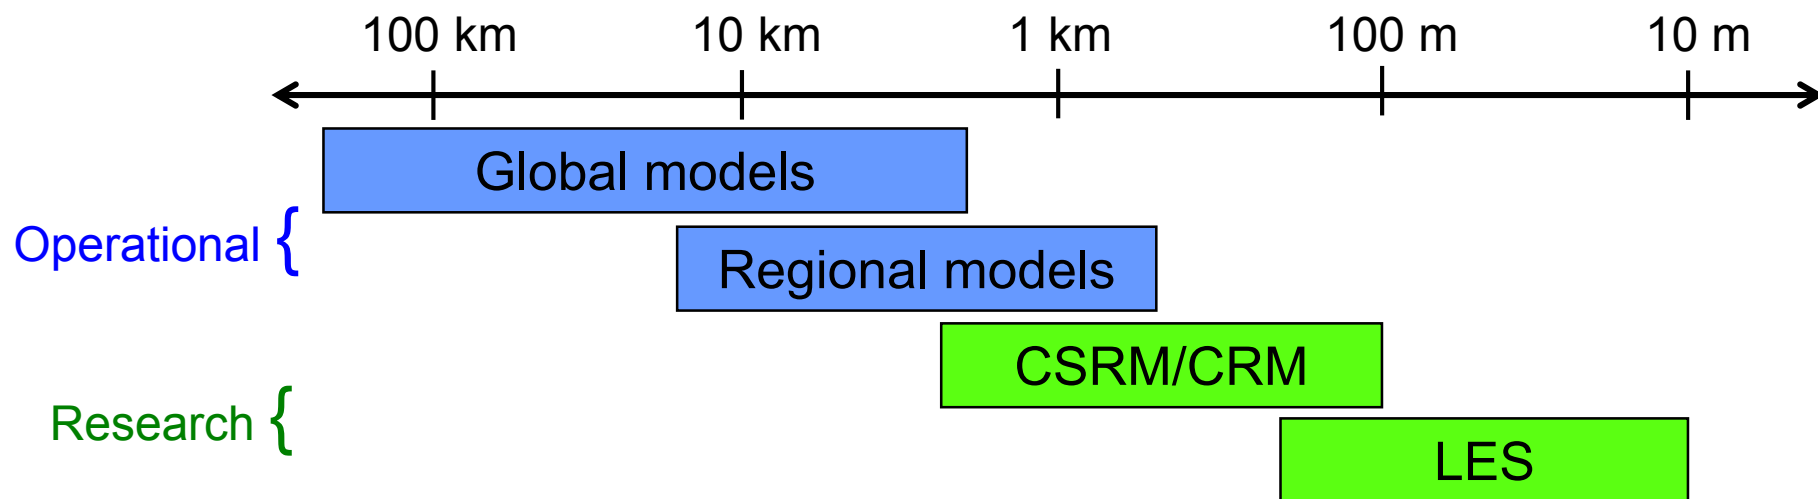 100 km 10 km 1 km 100 m 10 m
Global models
Operational {
Regional models
CSRM/CRM
Research {
LES